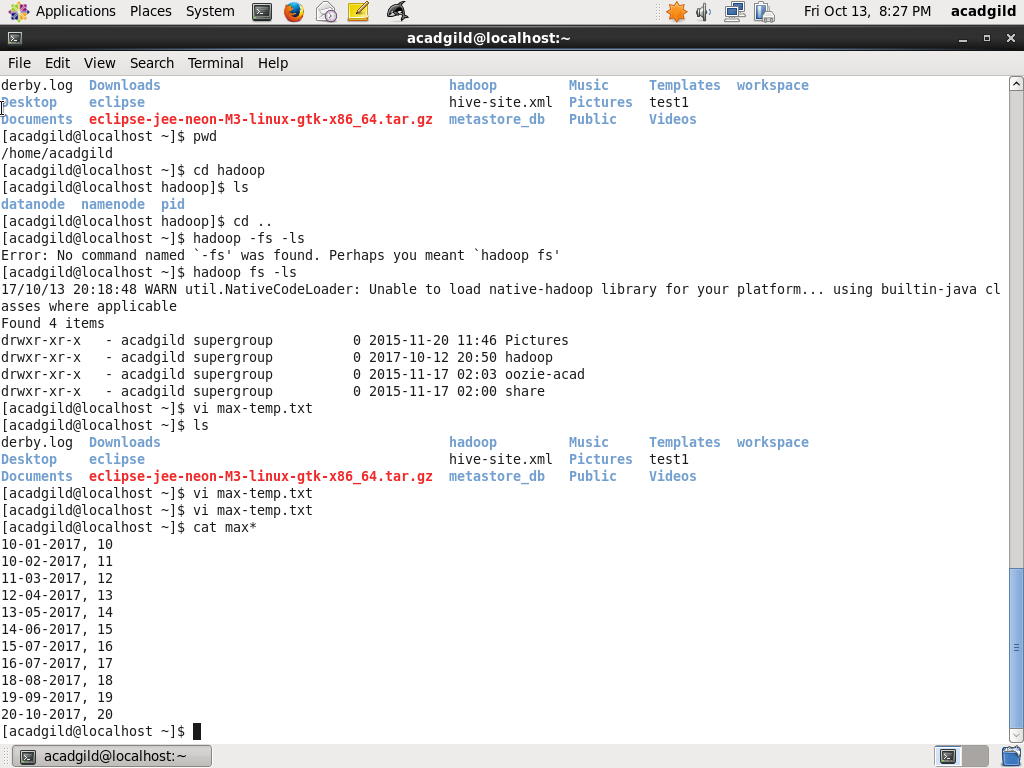 Applications Places System Fri Oct 13, 8:27 PM acadgild
acadgild@localhost:~
File Edit View Search Terminal Help
derby.log Downloads hadoop Music Templates workspace
Desktop eclipse hive-site.xml Pictures test1
Documents eclipse-jee-neon-M3-linux-gtk-x86_64.tar.gz metastore_db Public Videos
[acadgild@localhost ~]$ pwd
/home/acadgild
[acadgild@localhost ~]$ cd hadoop
[acadgild@localhost hadoop]$ ls
datanode namenode pid
[acadgild@localhost hadoop]$ cd ..
[acadgild@localhost ~]$ hadoop -fs -ls
Error: No command named `-fs' was found. Perhaps you meant `hadoop fs'
[acadgild@localhost ~]$ hadoop fs -ls
17/10/13 20:18:48 WARN util.NativeCodeLoader: Unable to load native-hadoop library for your platform... using builtin-java cl
asses where applicable
Found 4 items
drwxr-xr-x - acadgild supergroup 0 2015-11-20 11:46 Pictures
drwxr-xr-x - acadgild supergroup 0 2017-10-12 20:50 hadoop
drwxr-xr-x - acadgild supergroup 0 2015-11-17 02:03 oozie-acad
drwxr-xr-x - acadgild supergroup 0 2015-11-17 02:00 share
[acadgild@localhost ~]$ vi max-temp.txt
[acadgild@localhost ~]$ ls
derby.log Downloads hadoop Music Templates workspace
Desktop eclipse hive-site.xml Pictures test1
Documents eclipse-jee-neon-M3-linux-gtk-x86_64.tar.gz metastore_db Public Videos
[acadgild@localhost ~]$ vi max-temp.txt
[acadgild@localhost ~]$ vi max-temp.txt
[acadgild@localhost ~]$ cat max*
10-01-2017, 10
10-02-2017, 11
11-03-2017, 12
12-04-2017, 13
13-05-2017, 14
14-06-2017, 15
15-07-2017, 16
16-07-2017, 17
18-08-2017, 18
19-09-2017, 19
20-10-2017, 20
[acadgild@localhost ~]$
acadgild@localhost:~